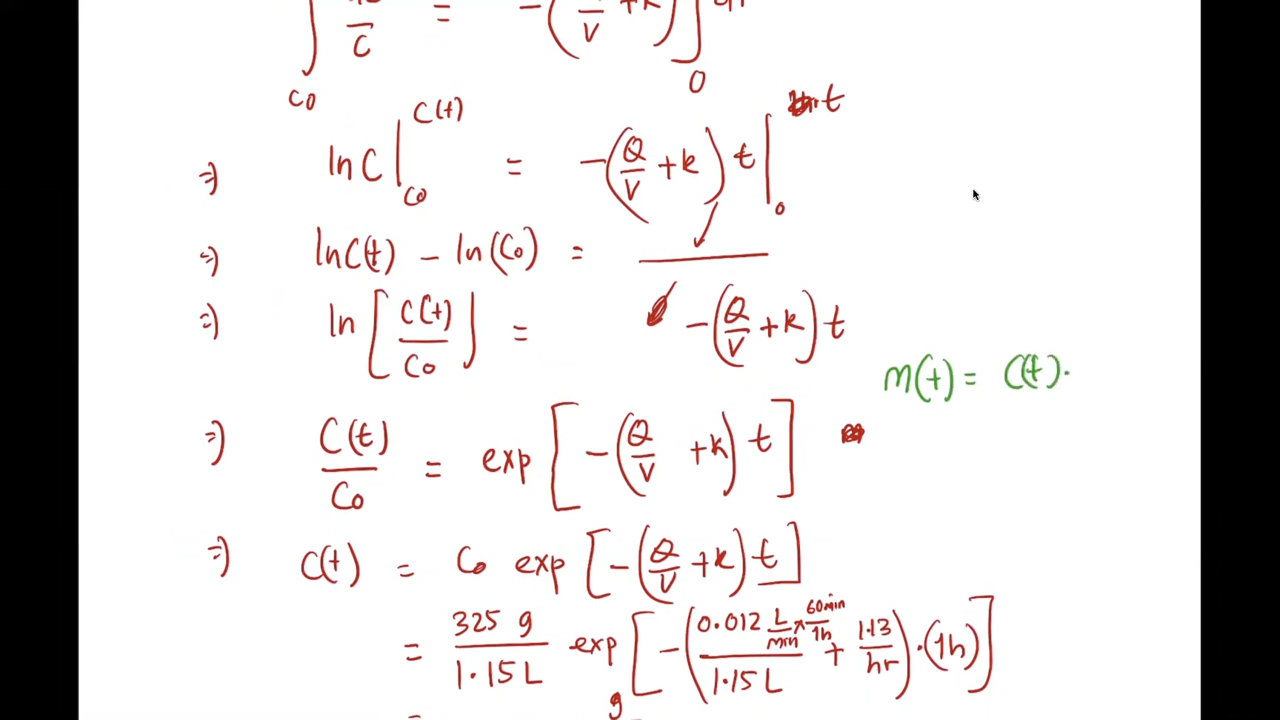 ∫ C = -(V + k) ∫
C0 0
⇒ ln C |_{C0}^{C(t)} = -(Q/V + k) t |_0^t
⇒ ln C(t) - ln(C0) =
⇒ ln [C(t)/C0] = -(Q/V + k) t
m(t) = C(t)·
⇒ C(t)/C0 = exp [-(Q/V + k) t]
⇒ C(t) = C0 exp [-(Q/V + k) t]
= 325 g/1.15 L exp [-(0.012 L/min × 60min/1h/1.15 L + 1.13/hr)·(1h)]
= g